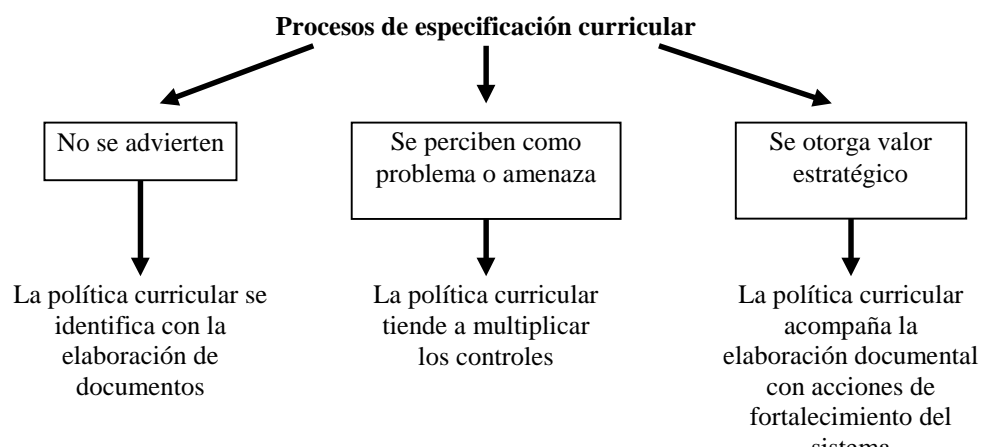 Procesos de especificación curricular
No se advierten
Se perciben como
problema o amenaza
Se otorga valor
estratégico
La política curricular se
identifica con la
elaboración de
documentos
La política curricular
tiende a multiplicar
los controles
La política curricular
acompaña la
elaboración documental
con acciones de
fortalecimiento del
sistema